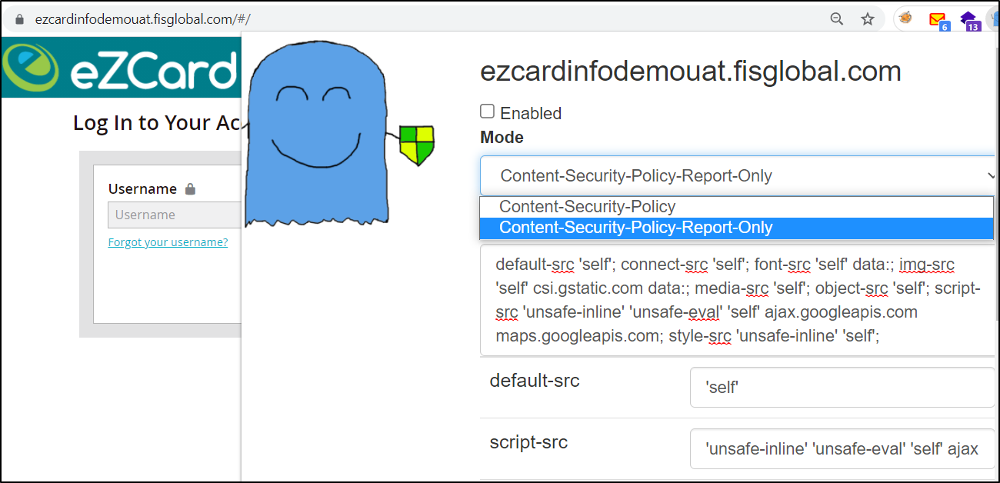 ezcardinfodemouat.fisglobal.com/#/
6
13
eZCard
Log In to Your Ac
Username
Username
Forgot your username?
ezcardinfodemouat.fisglobal.com
Enabled
Mode
Content-Security-Policy-Report-Only
Content-Security-Policy
Content-Security-Policy-Report-Only
default-src 'self'; connect-src 'self'; font-src 'self' data:; img-src
'self' csi.gstatic.com data:; media-src 'self'; object-src 'self'; script-
src 'unsafe-inline' 'unsafe-eval' 'self' ajax.googleapis.com
maps.googleapis.com; style-src 'unsafe-inline' 'self';
default-src
'self'
script-src
'unsafe-inline' 'unsafe-eval' 'self' ajax